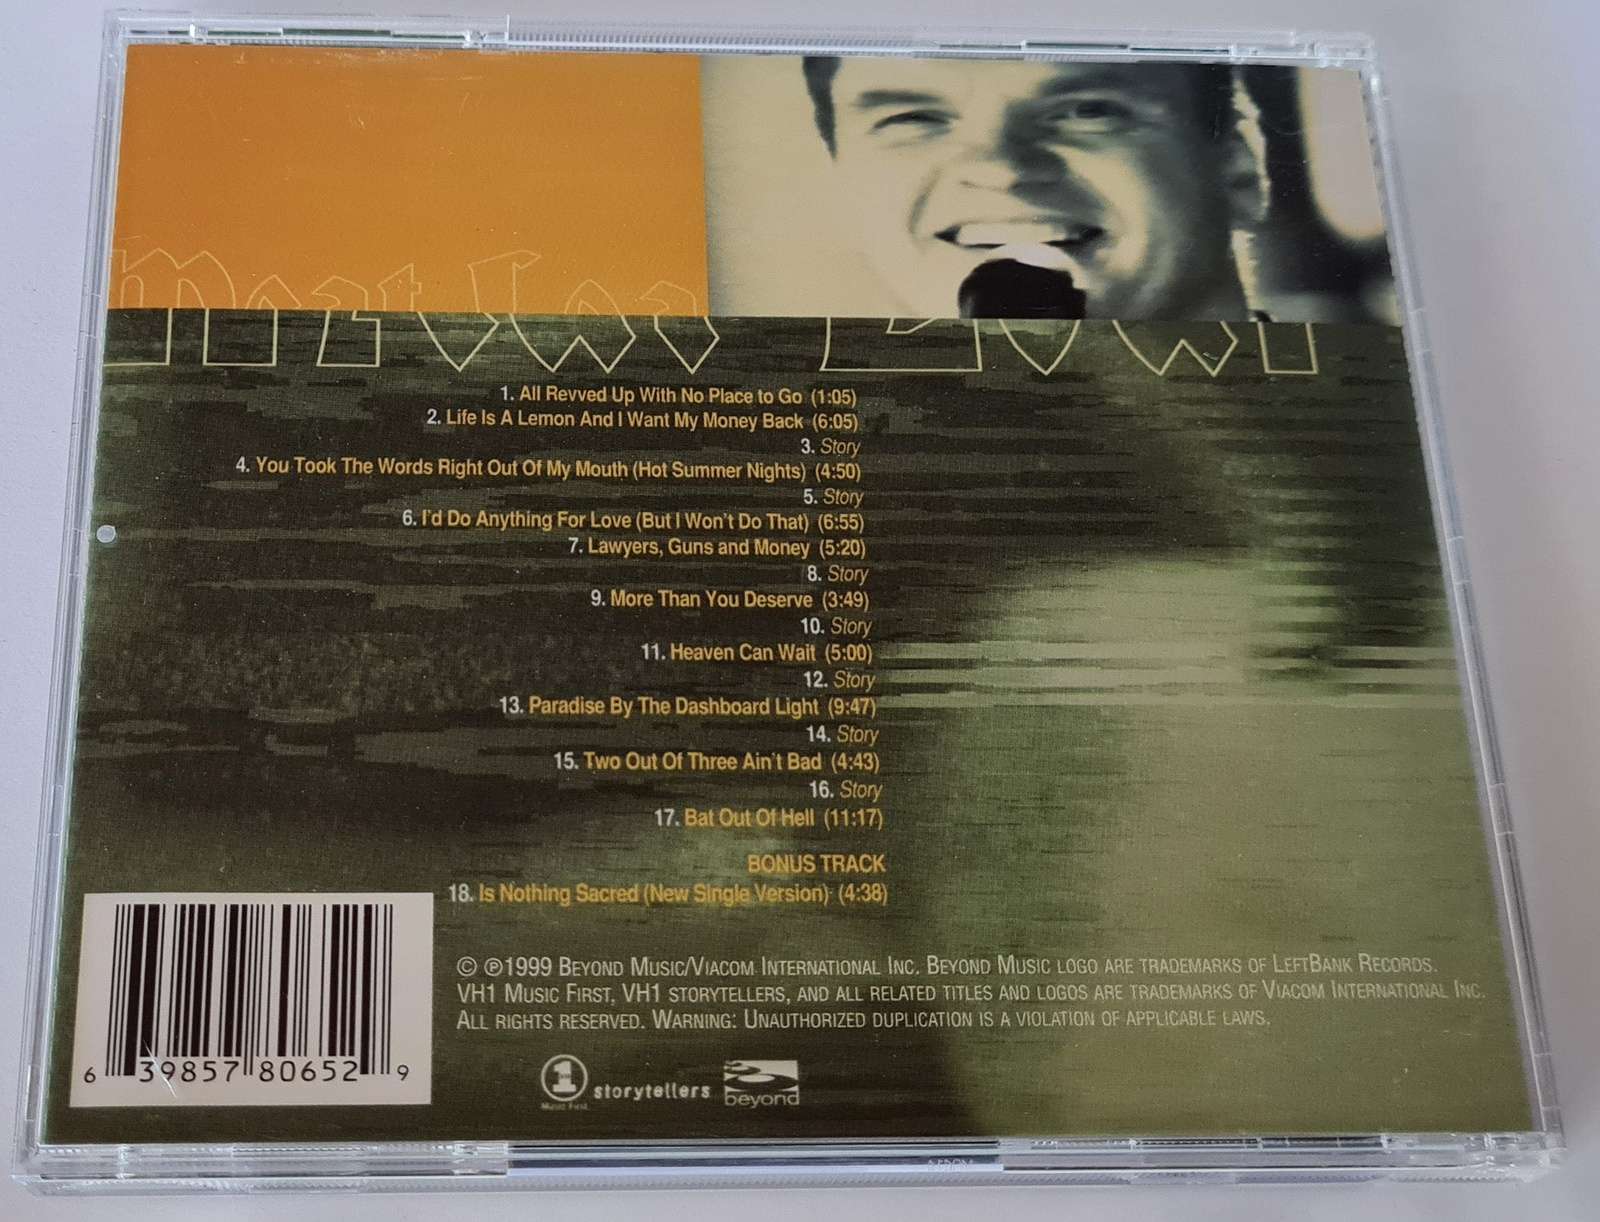 Meat Loaf
1. All Revved Up With No Place to Go (1:05)
2. Life Is A Lemon And I Want My Money Back (6:05)
3. Story
4. You Took The Words Right Out Of My Mouth (Hot Summer Nights) (4:50)
5. Story
6. I'd Do Anything For Love (But I Won't Do That) (6:55)
7. Lawyers, Guns and Money (5:20)
8. Story
9. More Than You Deserve (3:49)
10. Story
11. Heaven Can Wait (5:00)
12. Story
13. Paradise By The Dashboard Light (9:47)
14. Story
15. Two Out Of Three Ain't Bad (4:43)
16. Story
17. Bat Out Of Hell (11:17)
BONUS TRACK
18. Is Nothing Sacred (New Single Version) (4:38)
© ℗1999 BEYOND MUSIC/VIACOM INTERNATIONAL INC. BEYOND MUSIC LOGO ARE TRADEMARKS OF LEFTBANK RECORDS.
VH1 MUSIC FIRST, VH1 STORYTELLERS, AND ALL RELATED TITLES AND LOGOS ARE TRADEMARKS OF VIACOM INTERNATIONAL INC.
ALL RIGHTS RESERVED. WARNING: UNAUTHORIZED DUPLICATION IS A VIOLATION OF APPLICABLE LAWS.
6 39857 80652 9
1 Music First storytellers beyond